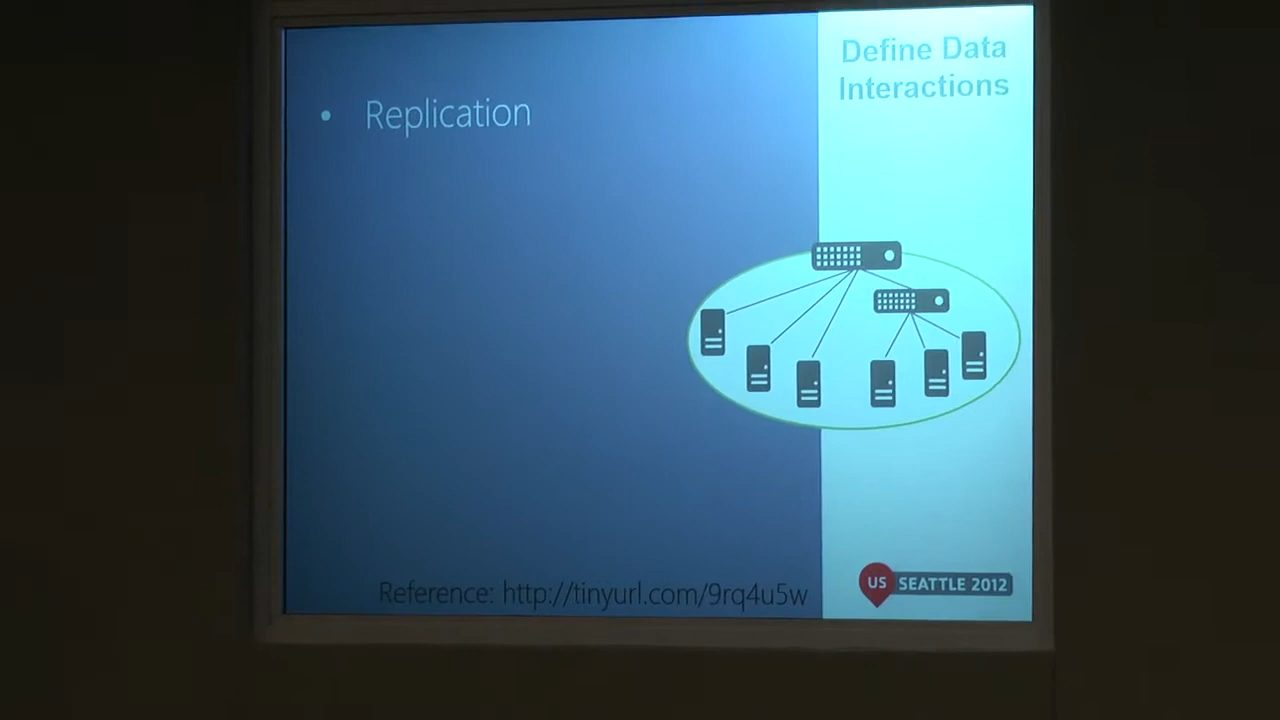 Define Data
Interactions
• Replication
Reference: http://tinyurl.com/9rq4u5w
US SEATTLE 2012